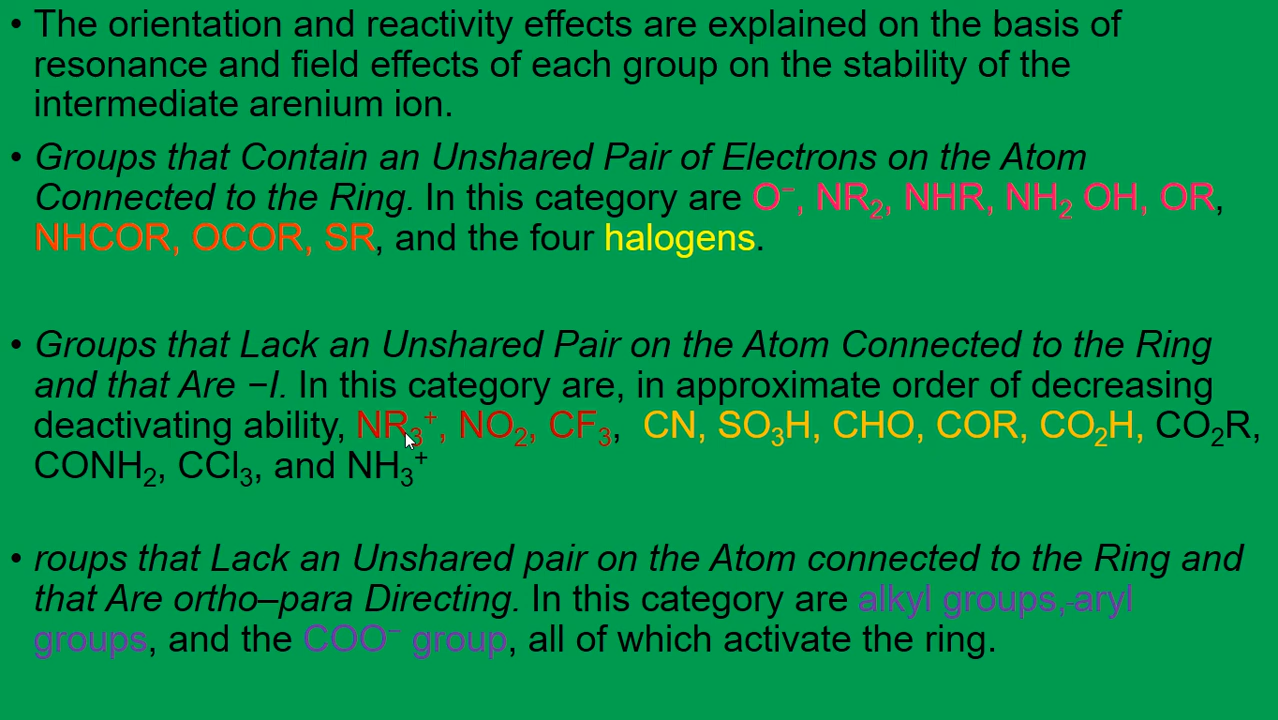 • The orientation and reactivity effects are explained on the basis of
resonance and field effects of each group on the stability of the
intermediate arenium ion.
• Groups that Contain an Unshared Pair of Electrons on the Atom
Connected to the Ring. In this category are O⁻, NR₂, NHR, NH₂ OH, OR,
NHCOR, OCOR, SR, and the four halogens.
• Groups that Lack an Unshared Pair on the Atom Connected to the Ring
and that Are −I. In this category are, in approximate order of decreasing
deactivating ability, NR₃⁺, NO₂, CF₃, CN, SO₃H, CHO, COR, CO₂H, CO₂R,
CONH₂, CCl₃, and NH₃⁺
• roups that Lack an Unshared pair on the Atom connected to the Ring and
that Are ortho–para Directing. In this category are alkyl groups, aryl
groups, and the COO⁻ group, all of which activate the ring.